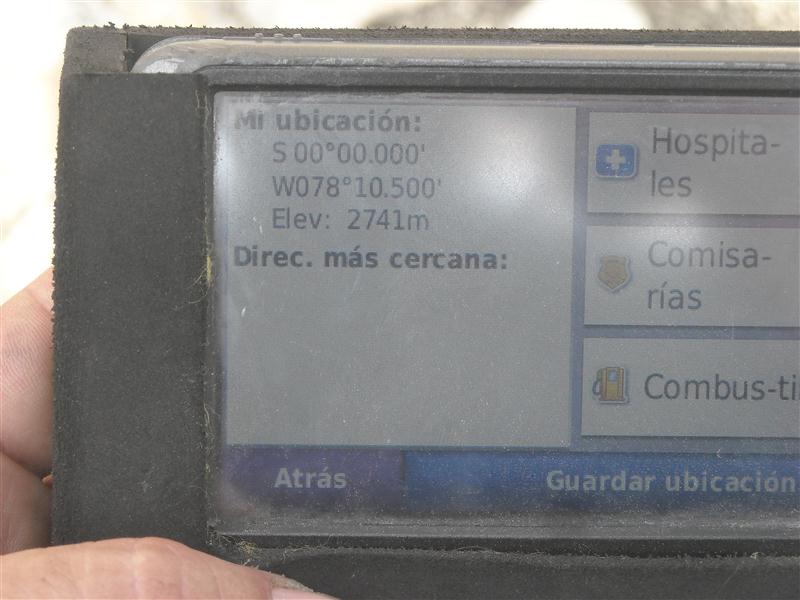 Mi ubicación:
S 00°00.000'
W078°10.500'
Elev: 2741m
Direc. más cercana:
Hospita-
les
Comisa-
rías
Combus-ti
Atrás
Guardar ubicación